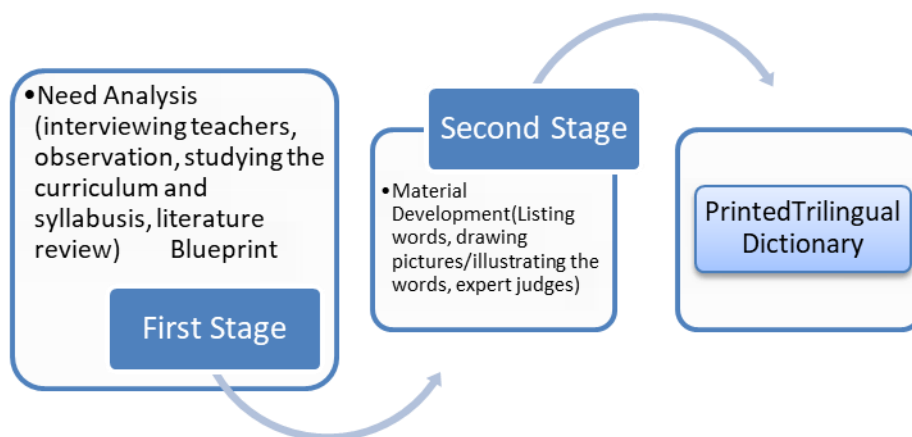 •Need Analysis
(interviewing teachers,
observation, studying the
curriculum and
syllabusis, literature
review) Blueprint
First Stage
Second Stage
•Material
Development(Listing
words, drawing
pictures/illustrating the
words, expert judges)
PrintedTrilingual
Dictionary